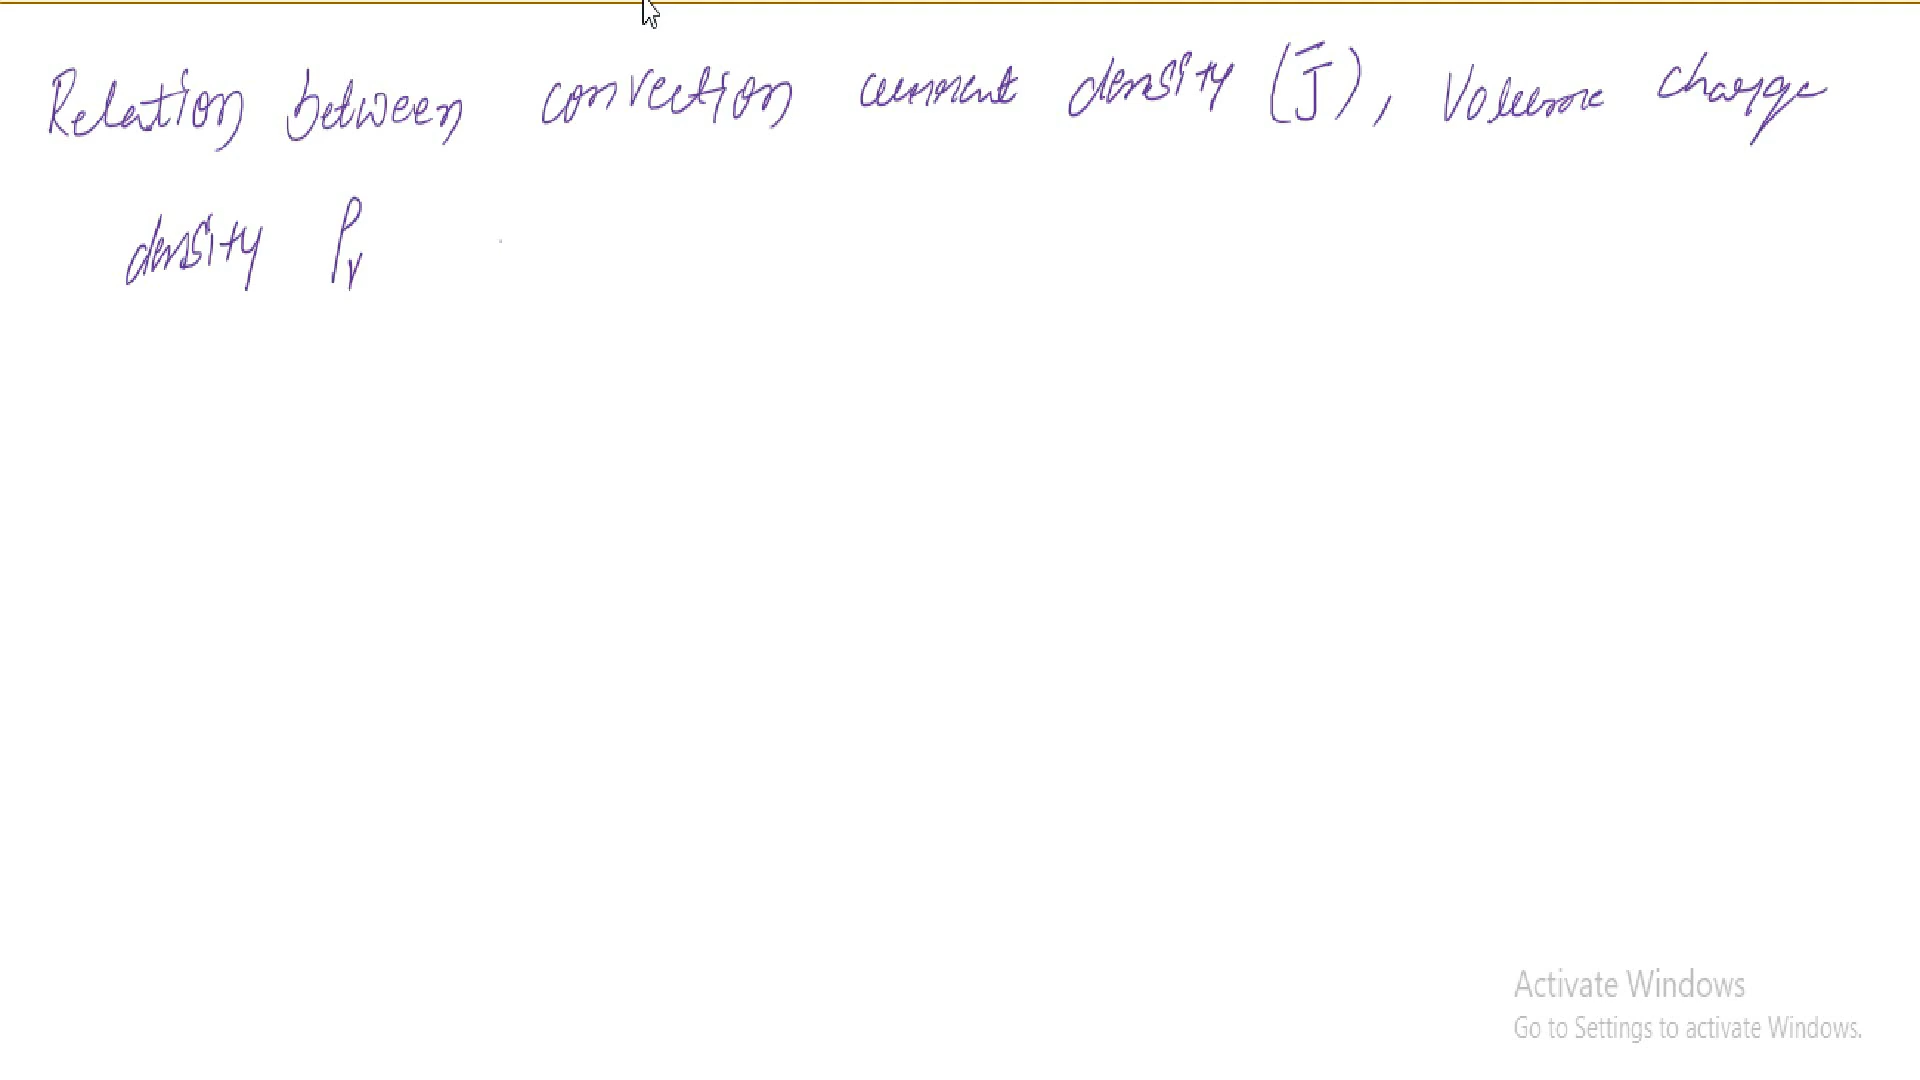 Relation between convection current density (J̄), Volume charge
density ρv
Activate Windows
Go to Settings to activate Windows.